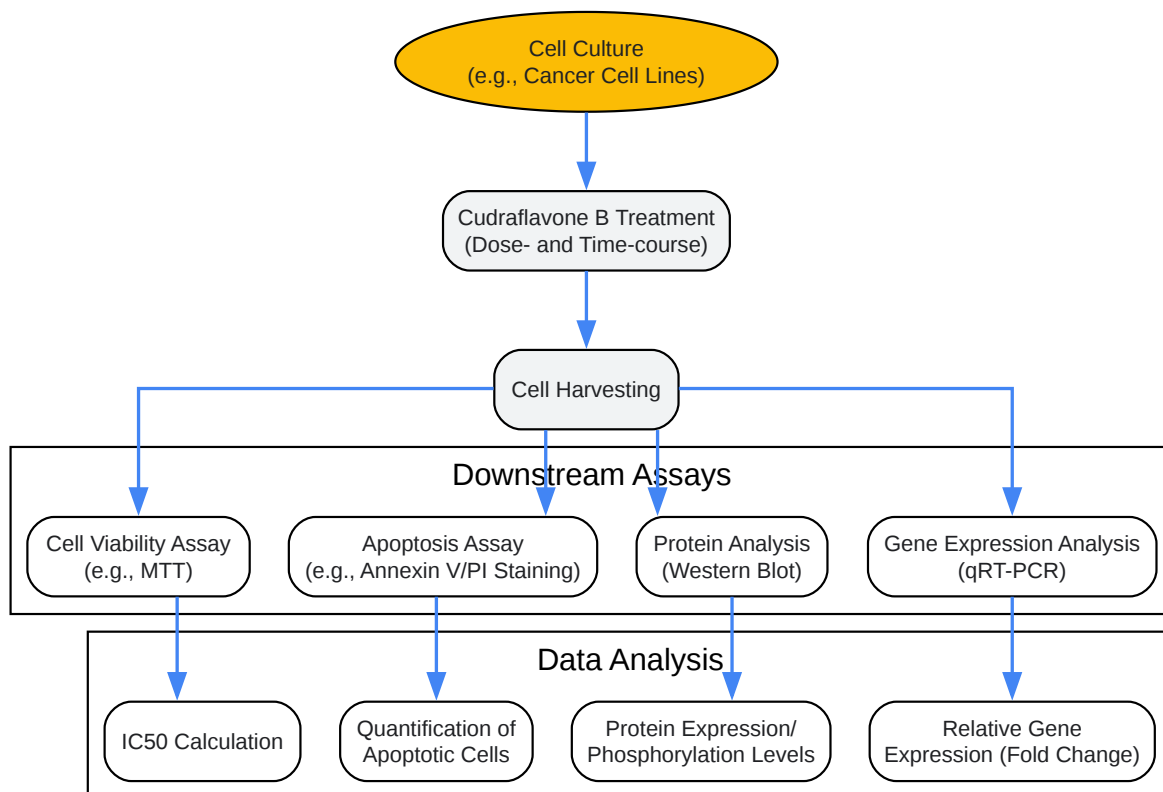 Cell Culture
(e.g., Cancer Cell Lines)
Cudraflavone B Treatment
(Dose- and Time-course)
Cell Harvesting
Downstream Assays
Cell Viability Assay
(e.g., MTT)
Apoptosis Assay
(e.g., Annexin V/PI Staining)
Protein Analysis
(Western Blot)
Gene Expression Analysis
(qRT-PCR)
Data Analysis
IC50 Calculation
Quantification of
Apoptotic Cells
Protein Expression/
Phosphorylation Levels
Relative Gene
Expression (Fold Change)